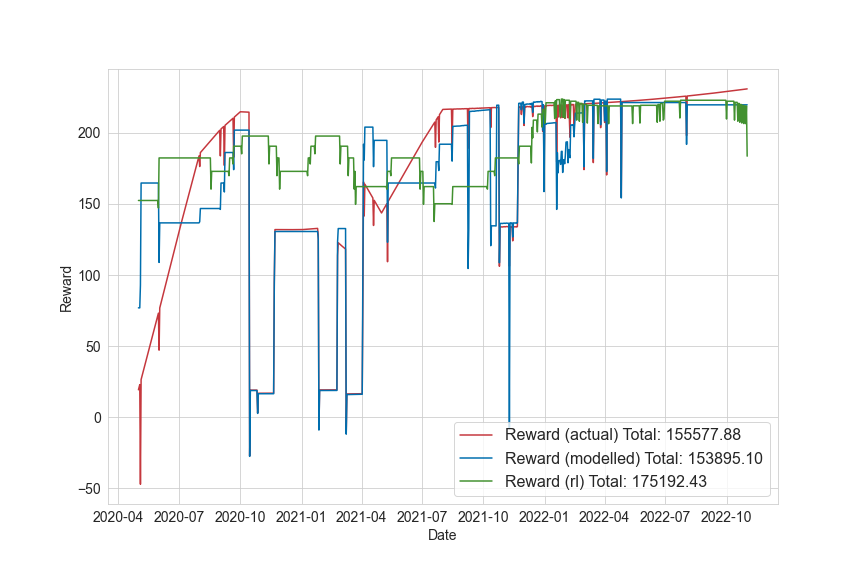 200
150
100
50
0
−50
Reward
2020-04 2020-07 2020-10 2021-01 2021-04 2021-07 2021-10 2022-01 2022-04 2022-07 2022-10
Date
Reward (actual) Total: 155577.88
Reward (modelled) Total: 153895.10
Reward (rl) Total: 175192.43